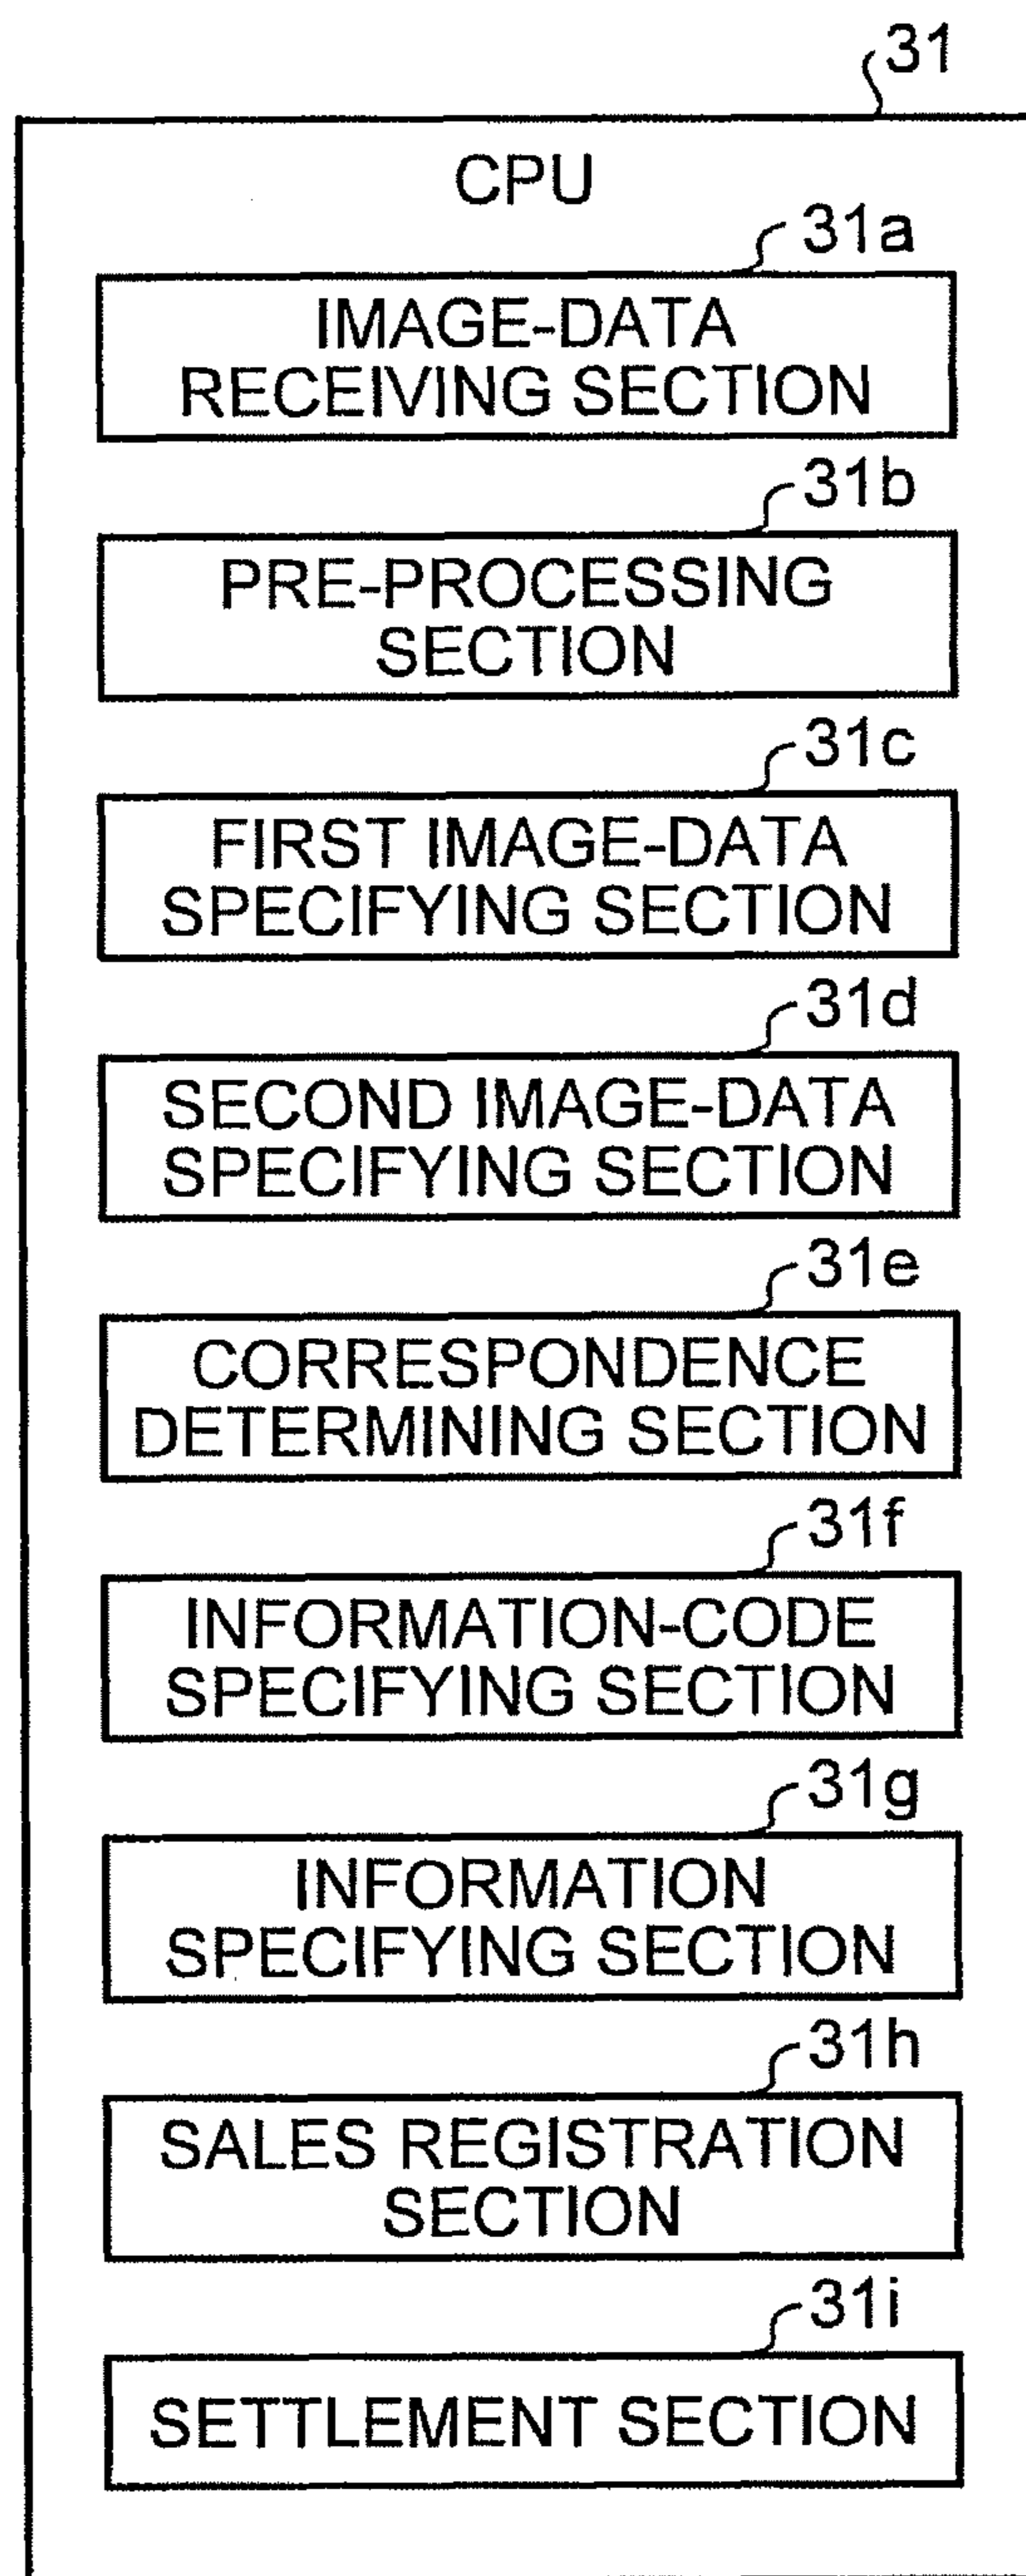 31
CPU
31a
IMAGE-DATA
RECEIVING SECTION
31b
PRE-PROCESSING
SECTION
31c
FIRST IMAGE-DATA
SPECIFYING SECTION
31d
SECOND IMAGE-DATA
SPECIFYING SECTION
31e
CORRESPONDENCE
DETERMINING SECTION
31f
INFORMATION-CODE
SPECIFYING SECTION
31g
INFORMATION
SPECIFYING SECTION
31h
SALES REGISTRATION
SECTION
31i
SETTLEMENT SECTION